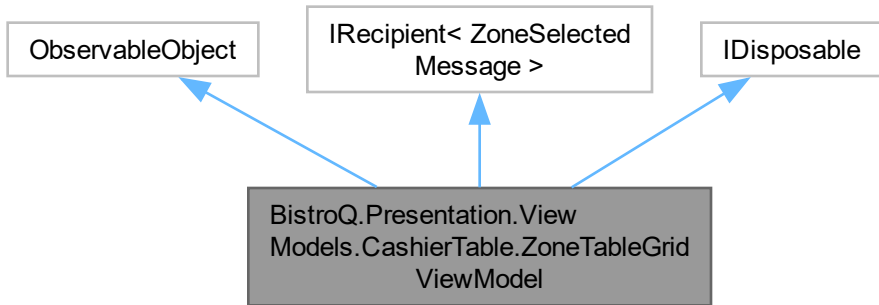 ObservableObject
IRecipient< ZoneSelected
Message >
IDisposable
BistroQ.Presentation.View
Models.CashierTable.ZoneTableGrid
ViewModel